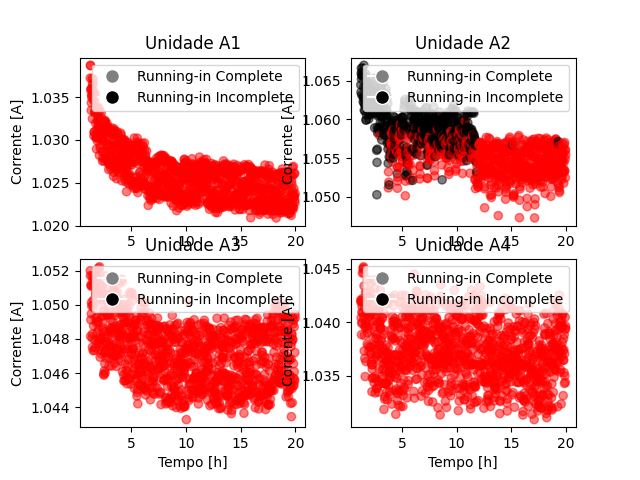 Unidade A1
Unidade A2
Running-in Complete
Running-in Incomplete
Running-in Complete
Running-in Incomplete
Corrente [A]
1.035
1.030
1.025
1.020
5
10
15
20
Corrente [A]
1.065
1.060
1.055
1.050
5
10
15
20
Unidade A3
Unidade A4
Running-in Complete
Running-in Incomplete
Running-in Complete
Running-in Incomplete
Corrente [A]
1.052
1.050
1.048
1.046
1.044
5
10
15
20
Tempo [h]
Corrente [A]
1.045
1.040
1.035
5
10
15
20
Tempo [h]